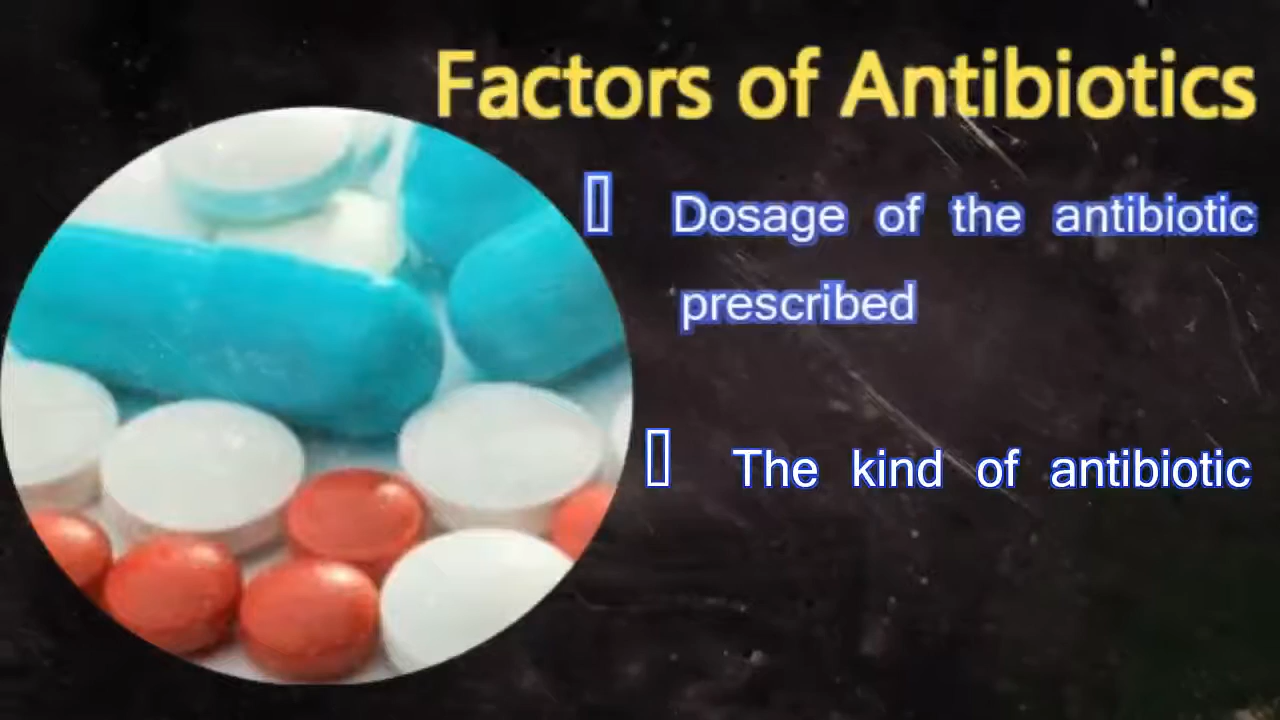 Factors of Antibiotics
Dosage of the antibiotic
prescribed
The kind of antibiotic